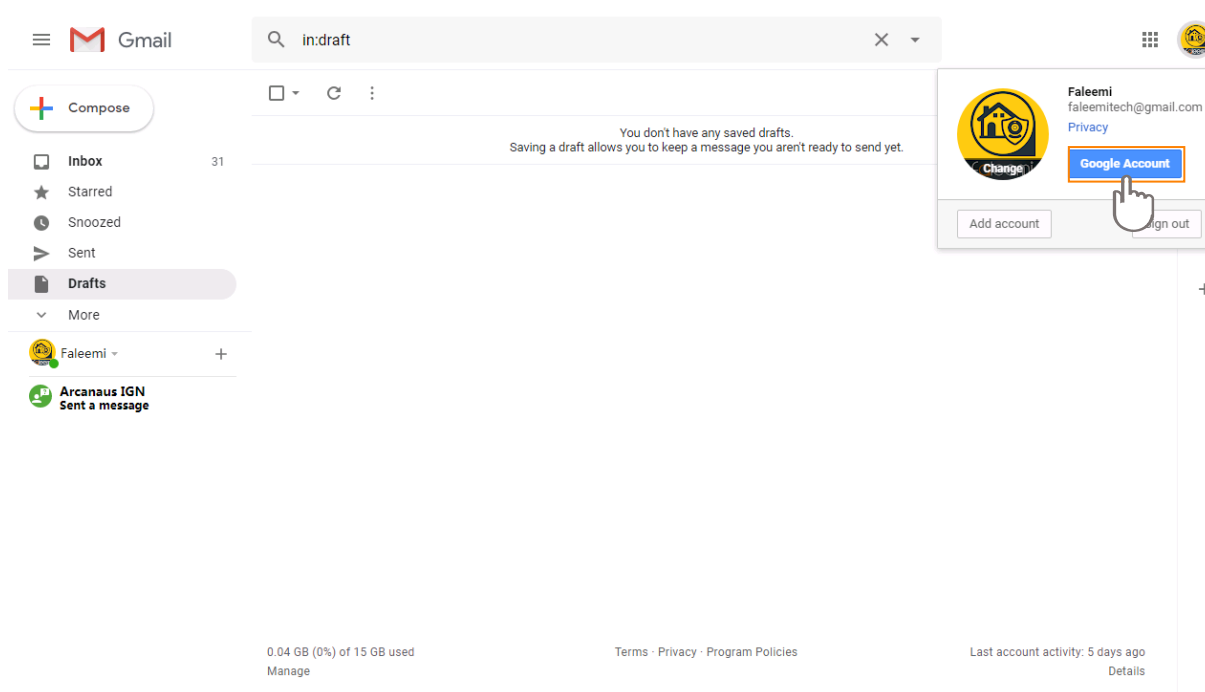 Gmail
in:draft
Compose
Inbox 31
Starred
Snoozed
Sent
Drafts
More
Faleemi
Arcanaus IGN
Sent a message
You don't have any saved drafts.
Saving a draft allows you to keep a message you aren't ready to send yet.
Faleemi
faleemitech@gmail.com
Privacy
Change
Google Account
Add account
out
0.04 GB (0%) of 15 GB used
Manage
Terms · Privacy · Program Policies
Last account activity: 5 days ago
Details